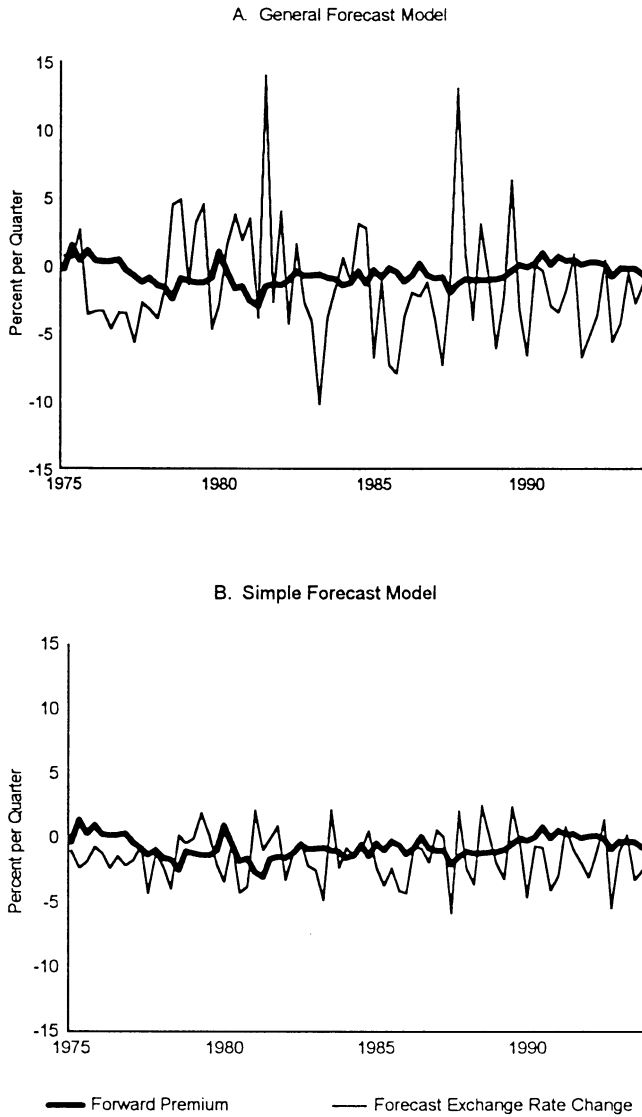 A. General Forecast Model
15
10
5
0
-5
-10
-15
Percent per Quarter
1975 1980 1985 1990
B. Simple Forecast Model
15
10
5
0
-5
-10
-15
Percent per Quarter
1975 1980 1985 1990
Forward Premium Forecast Exchange Rate Change